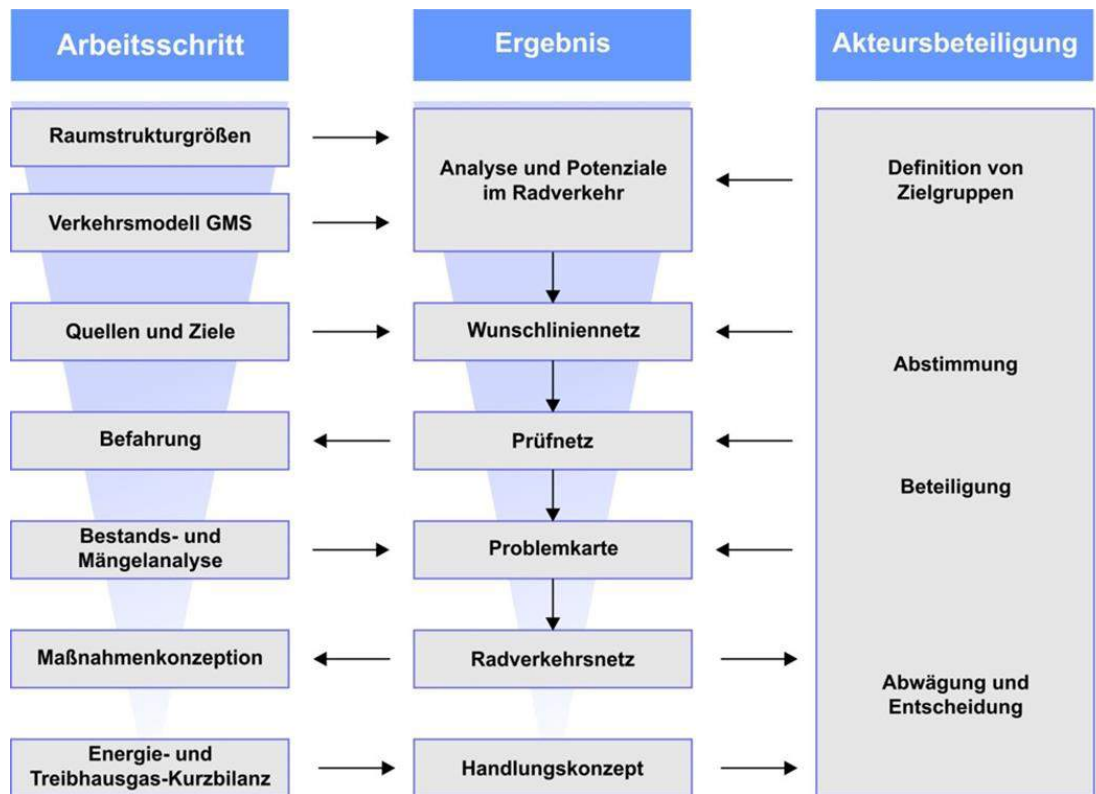 Arbeitsschritt
Ergebnis
Akteursbeteiligung
Raumstrukturgrößen
Analyse und Potenziale
im Radverkehr
Definition von
Zielgruppen
Verkehrsmodell GMS
Quellen und Ziele
Wunschliniennetz
Abstimmung
Befahrung
Prüfnetz
Beteiligung
Bestands- und
Mängelanalyse
Problemkarte
Maßnahmenkonzeption
Radverkehrsnetz
Abwägung und
Entscheidung
Energie- und
Treibhausgas-Kurzbilanz
Handlungskonzept